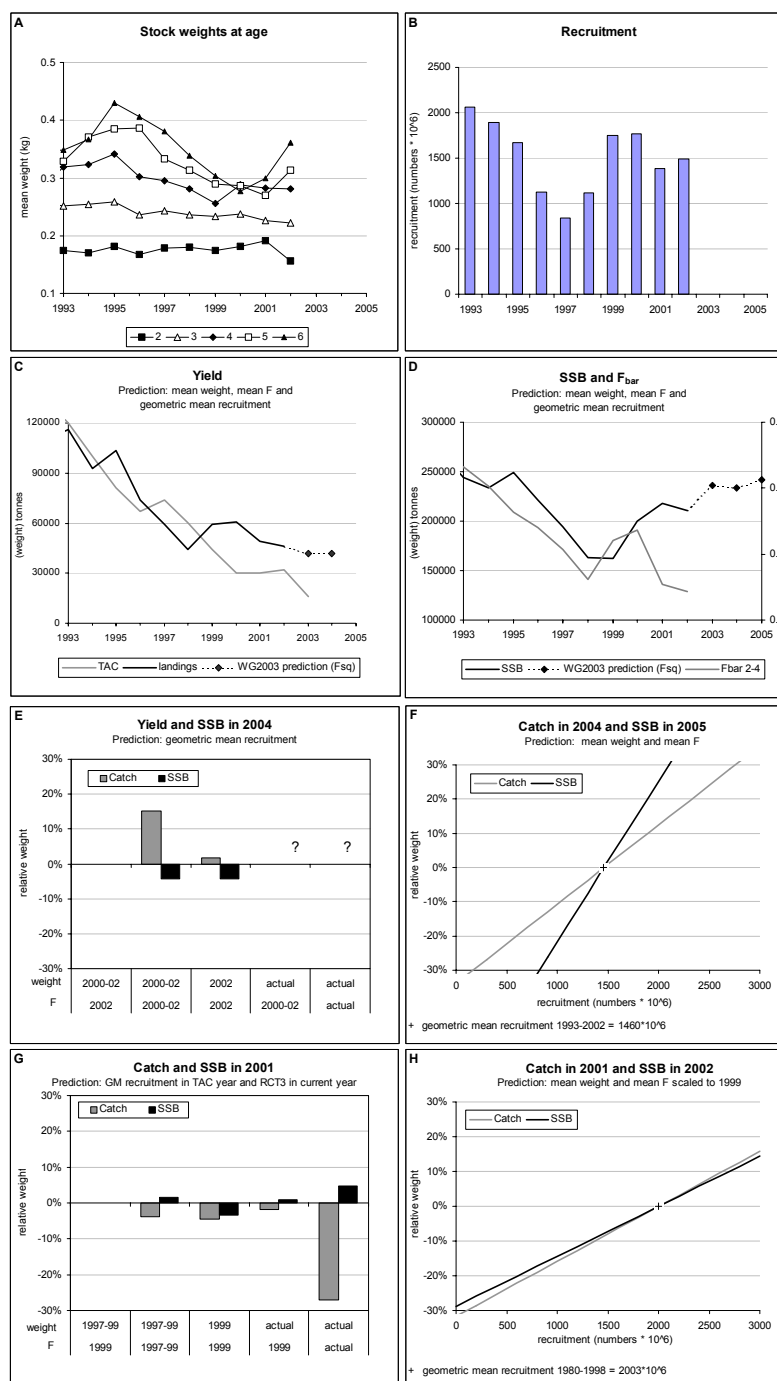 A
Stock weights at age
0.5
0.4
0.3
0.2
0.1
mean weight (kg)
1993 1995 1997 1999 2001 2003 2005
2 3 4 5 6
B
Recruitment
2500
2000
1500
1000
500
0
recruitment (numbers * 10^6)
1993 1995 1997 1999 2001 2003 2005
C
Yield
Prediction: mean weight, mean F and
geometric mean recruitment
120000
90000
60000
30000
0
(weight) tonnes
1993 1995 1997 1999 2001 2003 2005
TAC landings WG2003 prediction (Fsq)
D
SSB and Fbar
Prediction: mean weight, mean F and
geometric mean recruitment
300000
250000
200000
150000
100000
(weight) tonnes
0.
0.
0.
0.
1993 1995 1997 1999 2001 2003 2005
SSB WG2003 prediction (Fsq) Fbar 2-4
E
Yield and SSB in 2004
Prediction: geometric mean recruitment
30%
20%
10%
0%
-10%
-20%
-30%
relative weight
Catch SSB
? ?
weight 2000-02 2000-02 2002 actual actual
F 2002 2000-02 2002 2000-02 actual
F
Catch in 2004 and SSB in 2005
Prediction: mean weight and mean F
30%
20%
10%
0%
-10%
-20%
-30%
relative weight
Catch SSB
0 500 1000 1500 2000 2500 3000
recruitment (numbers * 10^6)
+ geometric mean recruitment 1993-2002 = 1460*10^6
G
Catch and SSB in 2001
Prediction: GM recruitment in TAC year and RCT3 in current year
30%
20%
10%
0%
-10%
-20%
-30%
relative weight
Catch SSB
weight 1997-99 1997-99 1999 actual actual
F 1999 1997-99 1999 1999 actual
H
Catch in 2001 and SSB in 2002
Prediction: mean weight and mean F scaled to 1999
30%
20%
10%
0%
-10%
-20%
-30%
relative weight
Catch SSB
0 500 1000 1500 2000 2500 3000
recruitment (numbers * 10^6)
+ geometric mean recruitment 1980-1998 = 2003*10^6